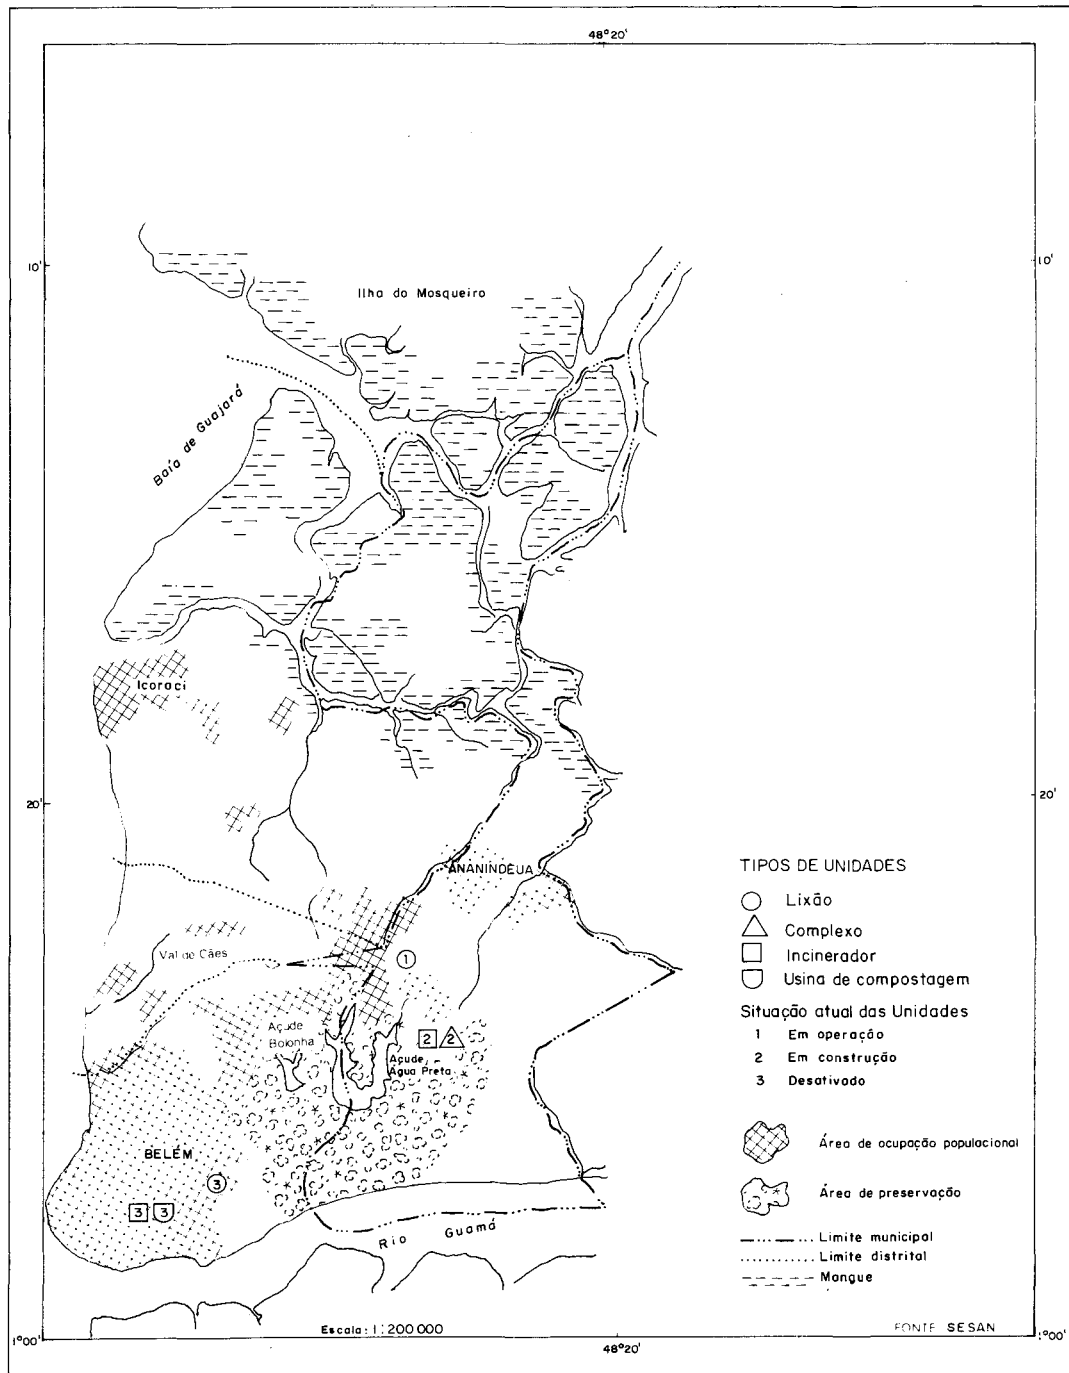 48°20'
10'
10'
Ilha do Mosqueiro
Baía de Guajará
Icoraci
20'
20'
ANANINDEUA
Val de Cães
1
Açude
Bolonha
2
2
Açude
Água Preta
BELÉM
3
3
3
Rio Guamá
TIPOS DE UNIDADES
Lixão
Complexo
Incinerador
Usina de compostagem
Situação atual das Unidades
1 Em operação
2 Em construção
3 Desativado
Área de ocupação populacional
Área de preservação
Limite municipal
Limite distrital
Mangue
Escala: 1:200 000
FONTE SESAN
1°00'
1°00'
48°20'